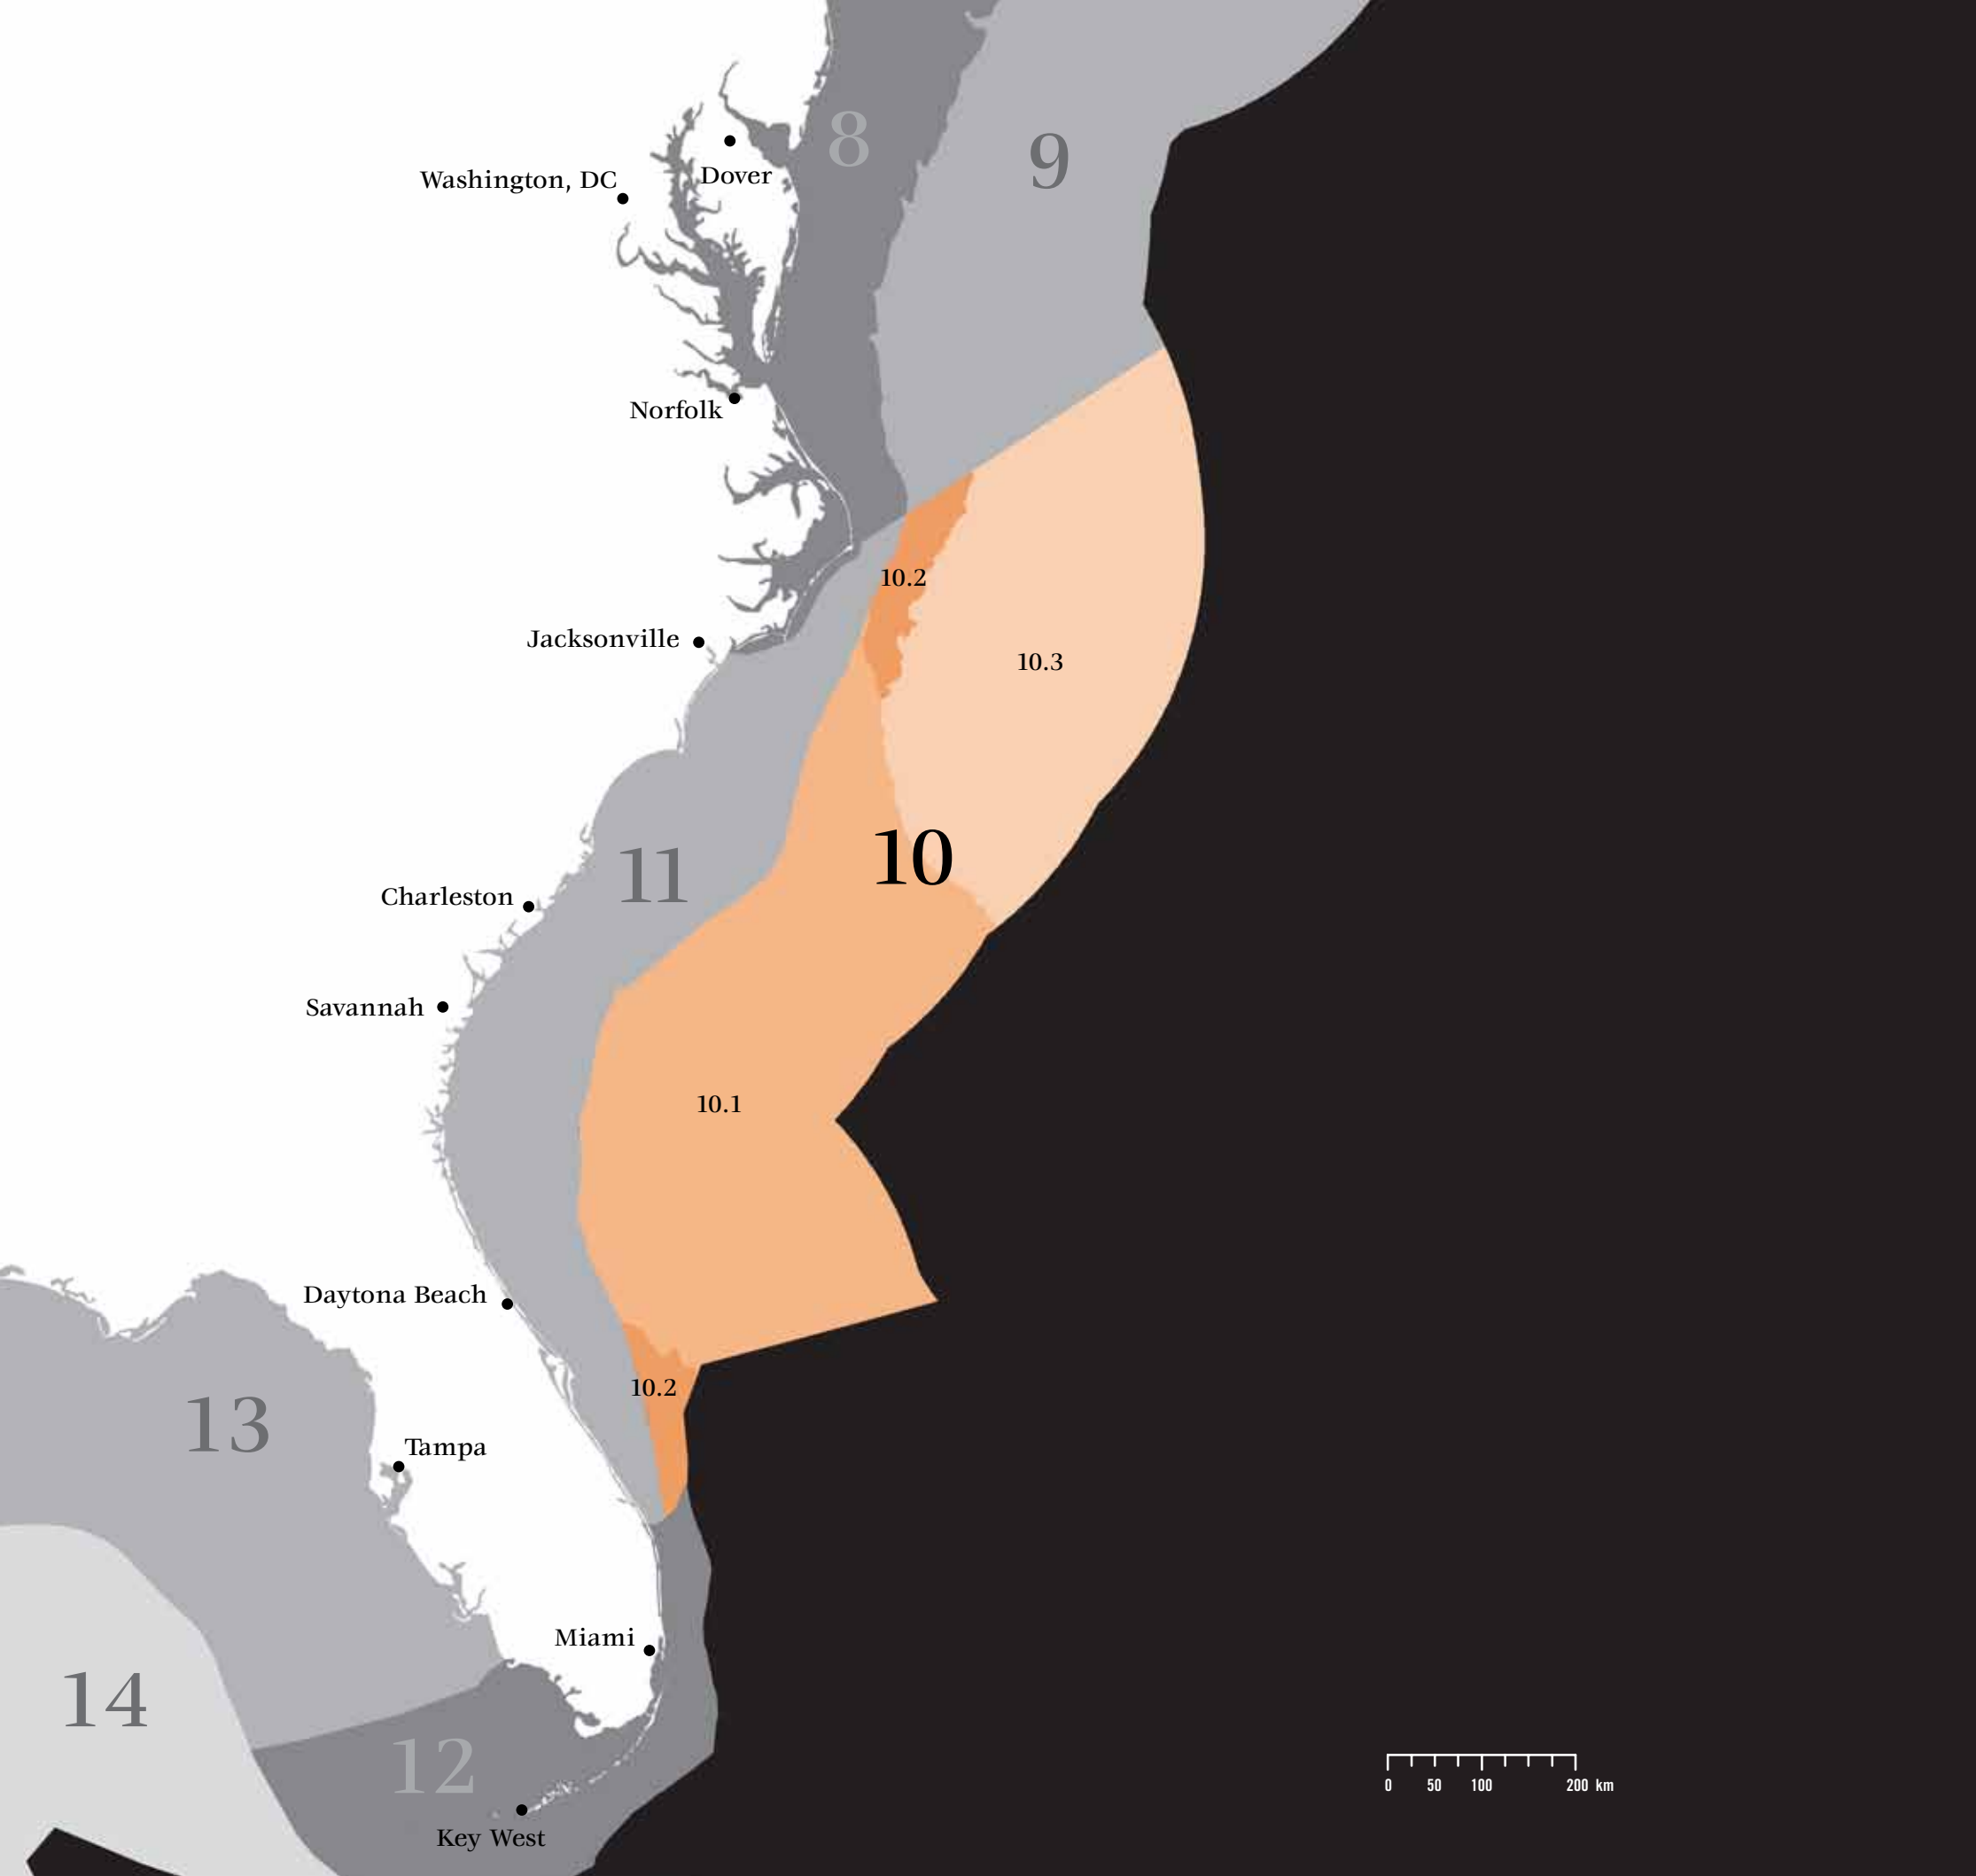 8
9
Dover
Washington, DC
Norfolk
10.2
Jacksonville
10.3
10
11
Charleston
Savannah
10.1
Daytona Beach
10.2
13
Tampa
Miami
14
12
0 50 100 200 km
Key West